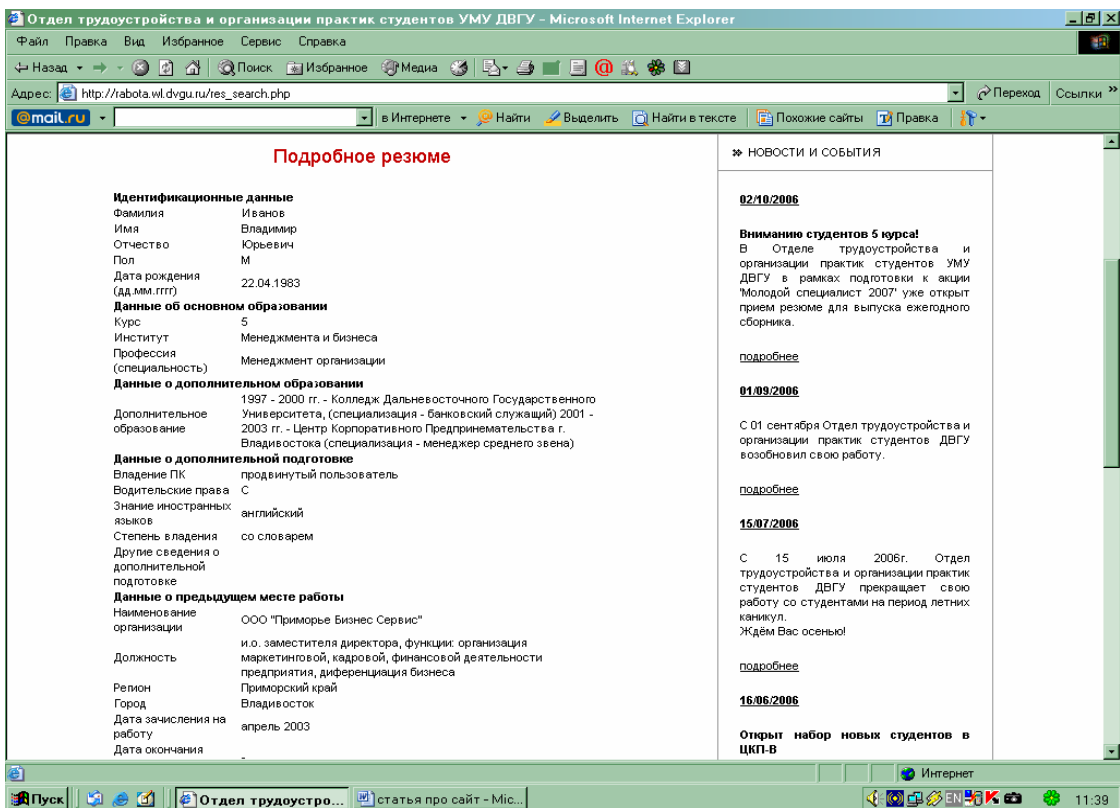 Отдел трудоустройства и организации практик студентов УМУ ДВГУ - Microsoft Internet Explorer
Файл Правка Вид Избранное Сервис Справка
Назад Поиск Избранное Медиа
Адрес: http://rabota.wl.dvgu.ru/res_search.php Переход Ссылки »
@mail.ru в Интернете Найти Выделить Найти в тексте Похожие сайты Правка
Подробное резюме
Идентификационные данные
Фамилия Иванов
Имя Владимир
Отчество Юрьевич
Пол М
Дата рождения
(дд.мм.гггг) 22.04.1983
Данные об основном образовании
Курс 5
Институт Менеджмента и бизнеса
Профессия
(специальность) Менеджмент организации
Данные о дополнительном образовании
Дополнительное
образование
1997 - 2000 гг. - Колледж Дальневосточного Государственного
Университета, (специализация - банковский служащий) 2001 -
2003 гг. - Центр Корпоративного Предпринемательства г.
Владивостока (специализация - менеджер среднего звена)
Данные о дополнительной подготовке
Владение ПК продвинутый пользователь
Водительские права С
Знание иностранных
языков английский
Степень владения со словарем
Другие сведения о
дополнительной
подготовке
Данные о предыдущем месте работы
Наименование
организации ООО "Приморье Бизнес Сервис"
Должность
и.о. заместителя директора, функции: организация
маркетинговой, кадровой, финансовой деятельности
предприятия, диференциация бизнеса
Регион Приморский край
Город Владивосток
Дата зачисления на
работу апрель 2003
Дата окончания
» НОВОСТИ И СОБЫТИЯ
02/10/2006
Вниманию студентов 5 курса!
В Отделе трудоустройства и
организации практик студентов УМУ
ДВГУ в рамках подготовки к акции
'Молодой специалист 2007' уже открыт
прием резюме для выпуска ежегодного
сборника.
подробнее
01/09/2006
С 01 сентября Отдел трудоустройства и
организации практик студентов ДВГУ
возобновил свою работу.
подробнее
15/07/2006
С 15 июля 2006г. Отдел
трудоустройства и организации практик
студентов ДВГУ прекращает свою
работу со студентами на период летних
каникул.
Ждём Вас осенью!
подробнее
16/06/2006
Открыт набор новых студентов в
ЦКП-В
Интернет
Пуск Отдел трудоустро... статья про сайт - Mic... EN 11:39